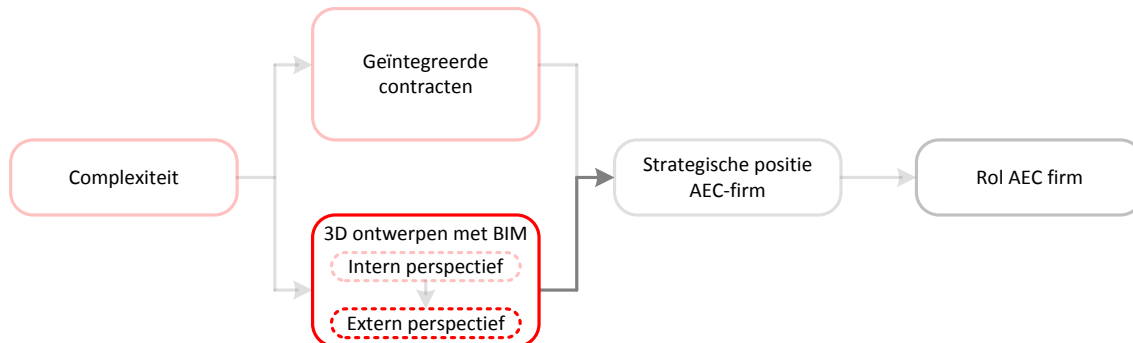 Geïntegreerde
contracten
Complexiteit
Strategische positie
AEC-firm
Rol AEC firm
3D ontwerpen met BIM
Intern perspectief
Extern perspectief